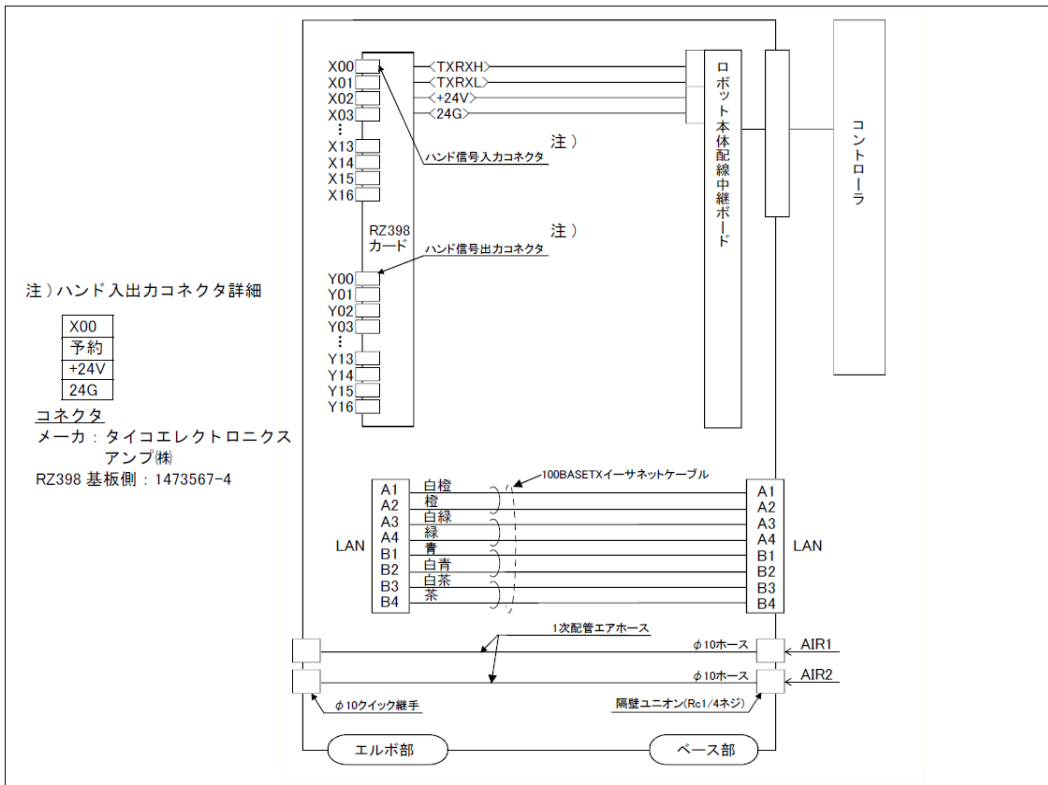 X00
X01
X02
X03
⋮
X13
X14
X15
X16
<TXRXH>
<TXRXL>
<+24V>
<24G>
注）
ハンド信号入力コネクタ
RZ398
カード
注）
ハンド信号出力コネクタ
Y00
Y01
Y02
Y03
⋮
Y13
Y14
Y15
Y16
ロボット本体配線中継ボード
コントローラ
注）ハンド入出力コネクタ詳細
X00
予約
+24V
24G
コネクタ
メーカ：タイコエレクトロニクス
アンプ㈱
RZ398 基板側：1473567-4
100BASETXイーサネットケーブル
LAN
A1 白橙 A1
A2 橙 A2
A3 白緑 A3
A4 緑 A4
B1 青 B1
B2 白青 B2
B3 白茶 B3
B4 茶 B4
LAN
1次配管エアホース
φ10ホース AIR1
φ10ホース AIR2
φ10クイック継手
隔壁ユニオン(Rc1/4ネジ)
エルボ部
ベース部